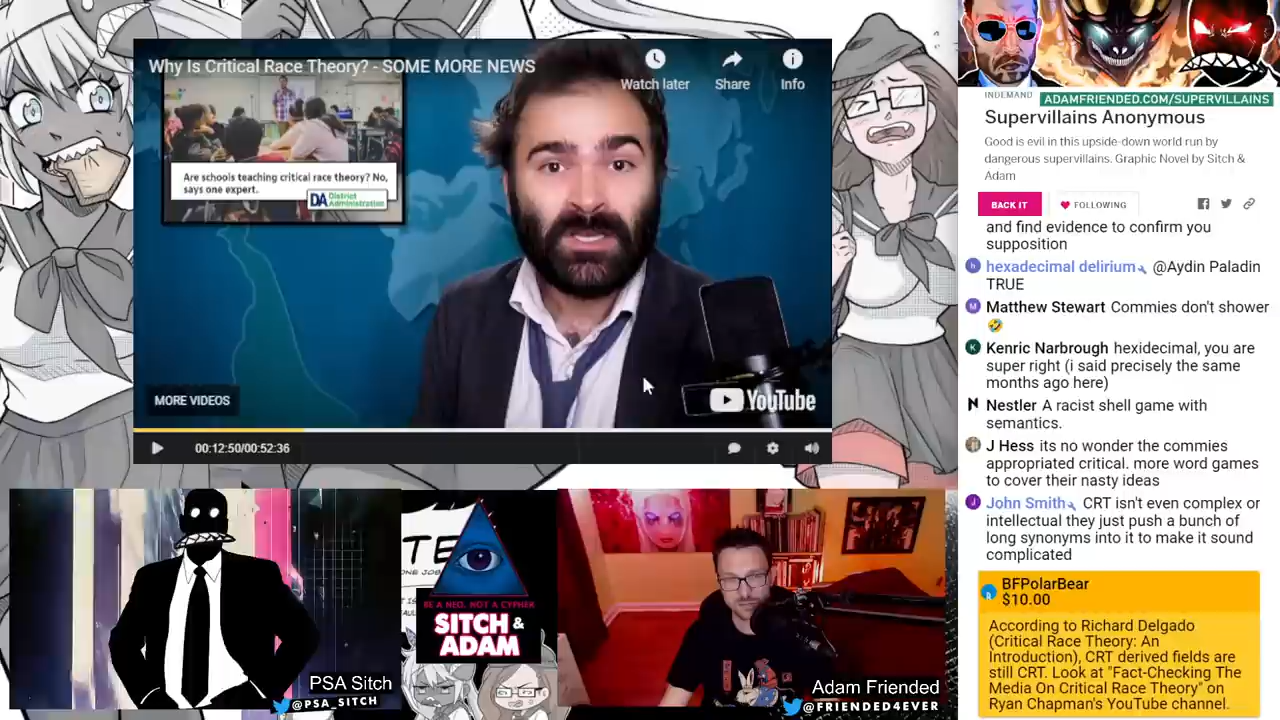 Why Is Critical Race Theory? - SOME MORE NEWS
Watch later
Share
Info
Are schools teaching critical race theory? No,
says one expert.
DA District
Administration
MORE VIDEOS
YouTube
00:12:50/00:52:36
BE A NEO, NOT A CYPHER
SITCH &
ADAM
PSA Sitch
@PSA_SITCH
Adam Friended
@FRIENDED4EVER
INDEMAND
ADAMFRIENDED.COM/SUPERVILLAINS
Supervillains Anonymous
Good is evil in this upside-down world run by
dangerous supervillains. Graphic Novel by Sitch &
Adam
BACK IT
FOLLOWING
and find evidence to confirm you
supposition
hexadecimal delirium @Aydin Paladin
TRUE
Matthew Stewart Commies don't shower
🤣
Kenric Narbrough hexidecimal, you are
super right (i said precisely the same
months ago here)
Nestler A racist shell game with
semantics.
J Hess its no wonder the commies
appropriated critical. more word games
to cover their nasty ideas
John Smith CRT isn't even complex or
intellectual they just push a bunch of
long synonyms into it to make it sound
complicated
BFPolarBear
$10.00
According to Richard Delgado
(Critical Race Theory: An
Introduction), CRT derived fields are
still CRT. Look at "Fact-Checking The
Media On Critical Race Theory" on
Ryan Chapman's YouTube channel.